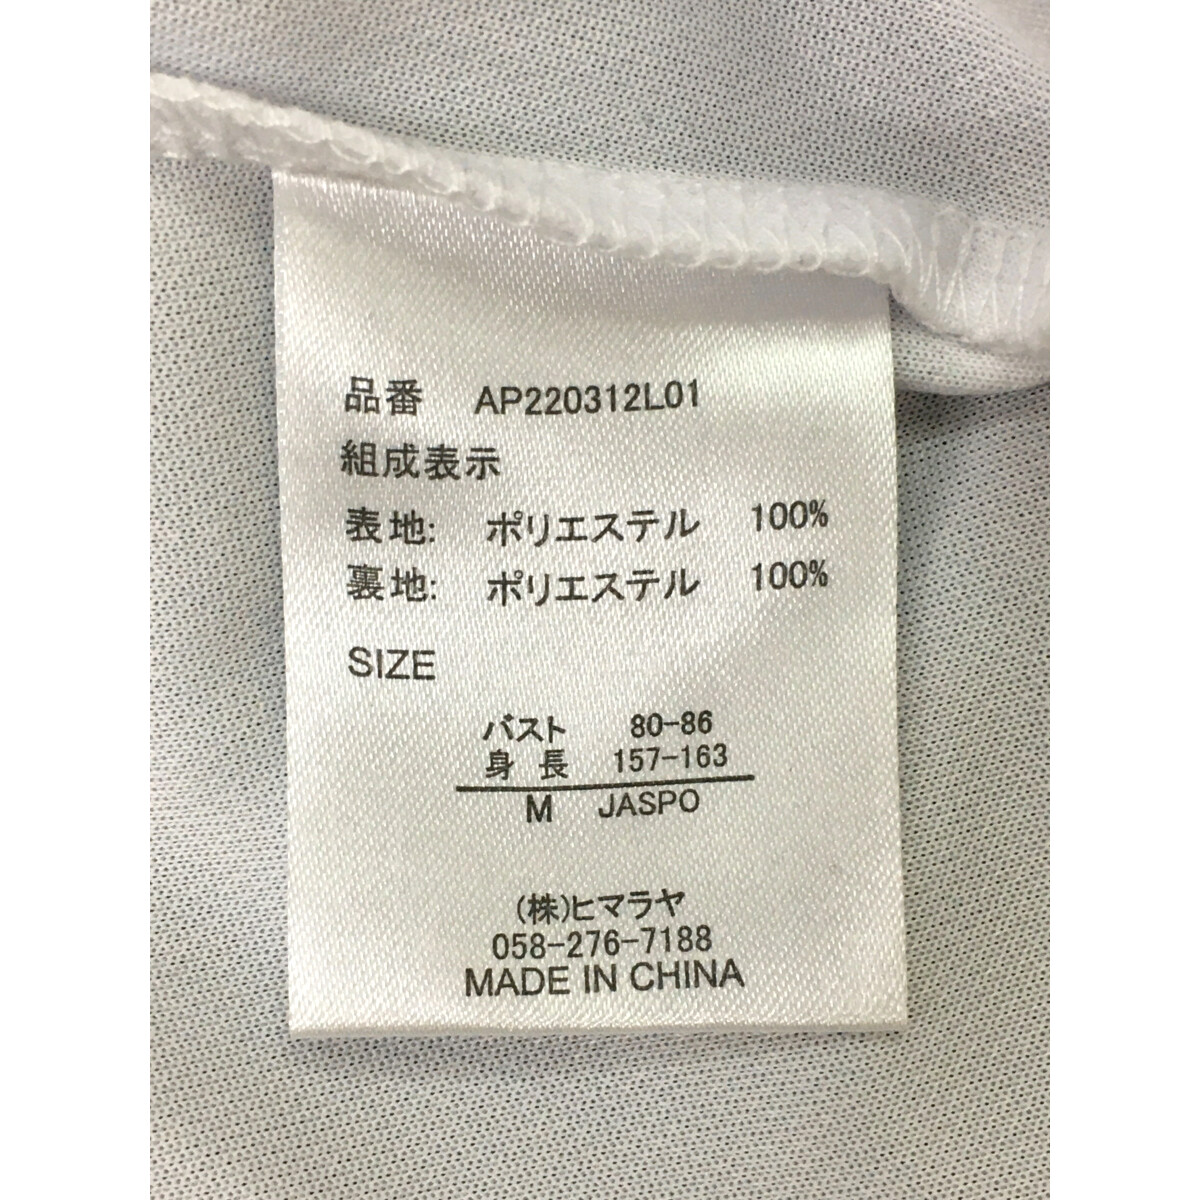 品番 AP220312L01
組成表示
表地: ポリエステル 100%
裏地: ポリエステル 100%
SIZE
バスト 80-86
身長 157-163
M JASPO
(株)ヒマラヤ
058-276-7188
MADE IN CHINA